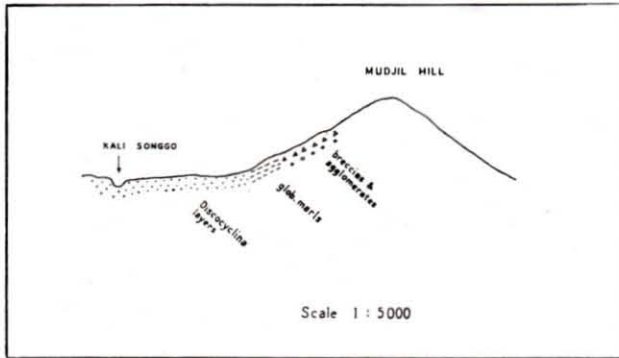 MUDJIL HILL
KALI SONGGO
breccias &
agglomerates
glob. marls
Discocyclina
layers
Scale 1 : 5000